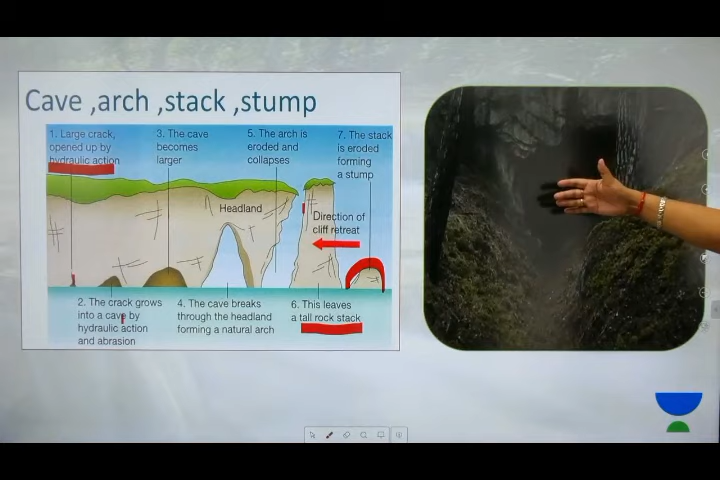 Cave ,arch ,stack ,stump
1. Large crack,
opened up by
hydraulic action
3. The cave
becomes
larger
5. The arch is
eroded and
collapses
7. The stack
is eroded
forming
a stump
Headland
Direction of
cliff retreat
2. The crack grows
into a cave by
hydraulic action
and abrasion
4. The cave breaks
through the headland
forming a natural arch
6. This leaves
a tall rock stack